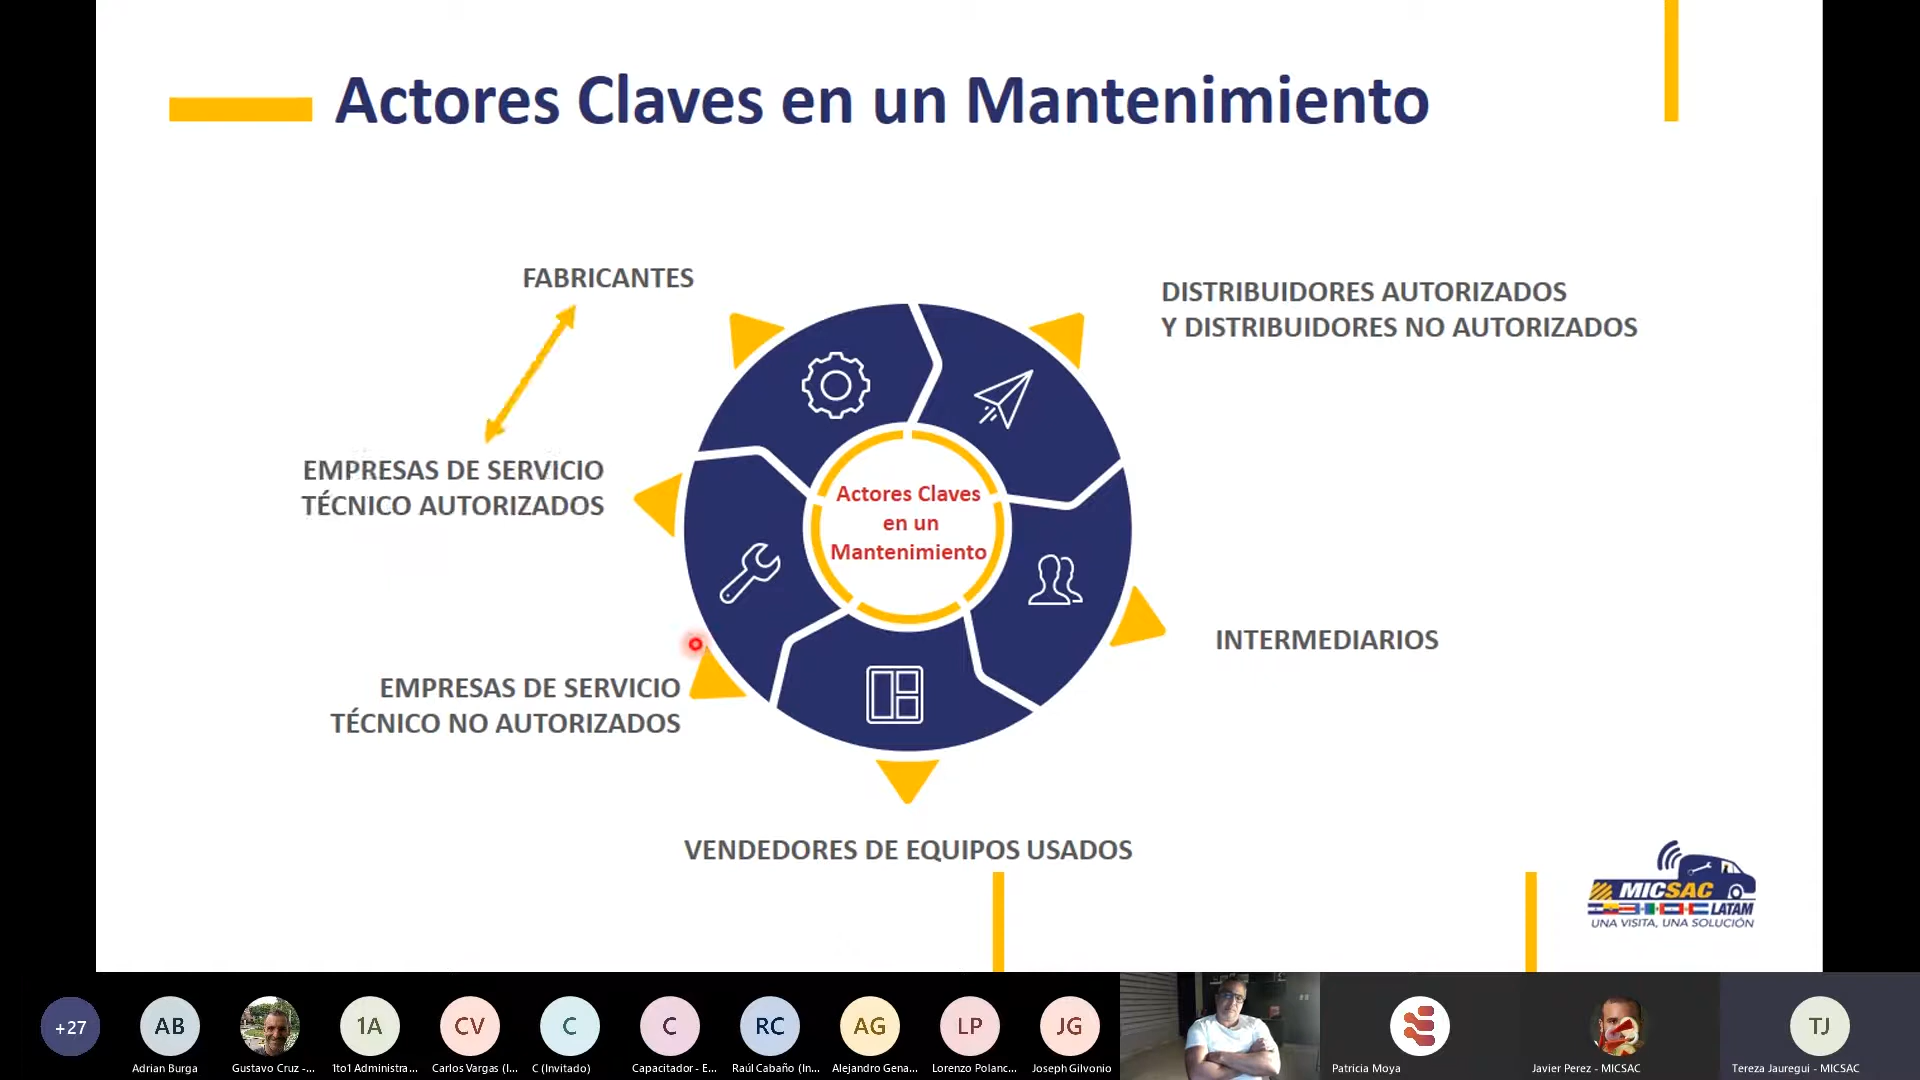 Actores Claves en un Mantenimiento
FABRICANTES
DISTRIBUIDORES AUTORIZADOS
Y DISTRIBUIDORES NO AUTORIZADOS
EMPRESAS DE SERVICIO
TÉCNICO AUTORIZADOS
Actores Claves
en un
Mantenimiento
INTERMEDIARIOS
EMPRESAS DE SERVICIO
TÉCNICO NO AUTORIZADOS
VENDEDORES DE EQUIPOS USADOS
MICSAC
LATAM
UNA VISITA, UNA SOLUCIÓN
+27
AB
1A
CV
C
C
RC
AG
LP
JG
TJ
Adrian Burga
Gustavo Cruz -...
1to1 Administra...
Carlos Vargas (I...
C (Invitado)
Capacitador - E...
Raúl Cabaño (In...
Alejandro Gena...
Lorenzo Polanc...
Joseph Gilvonio
Patricia Moya
Javier Perez - MICSAC
Tereza Jauregui - MICSAC